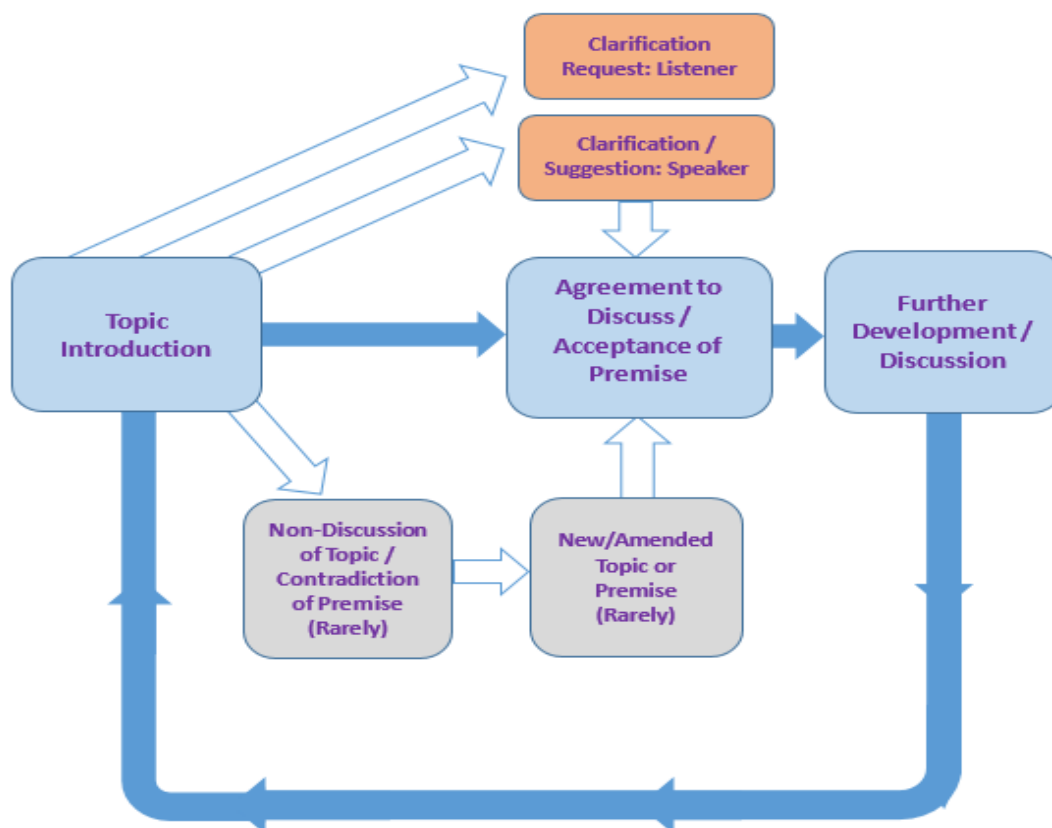 Clarification
Request: Listener
Clarification /
Suggestion: Speaker
Topic
Introduction
Agreement to
Discuss /
Acceptance of
Premise
Further
Development /
Discussion
Non-Discussion
of Topic /
Contradiction
of Premise
(Rarely)
New/Amended
Topic or
Premise
(Rarely)